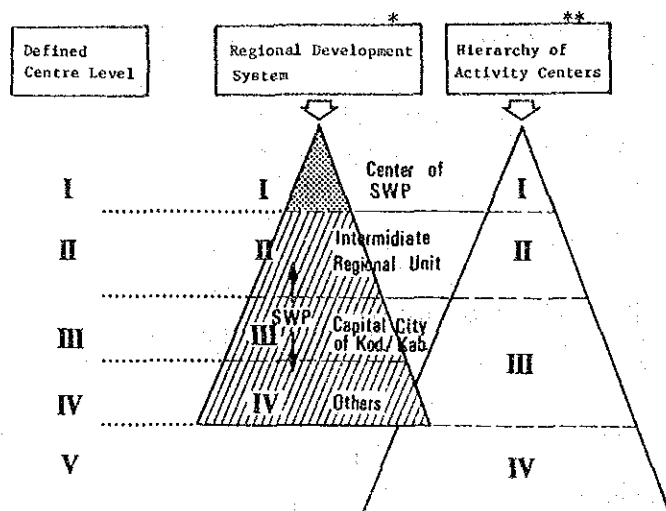 *
**
Defined
Centre Level
Regional Development
System
Hierarchy of
Activity Centers
I
I
Center of
SWP
I
II
II
Intermidiate
Regional Unit
II
SWP
III
III
Capital City
of Kod./Kab.
III
IV
IV
Others
V
IV